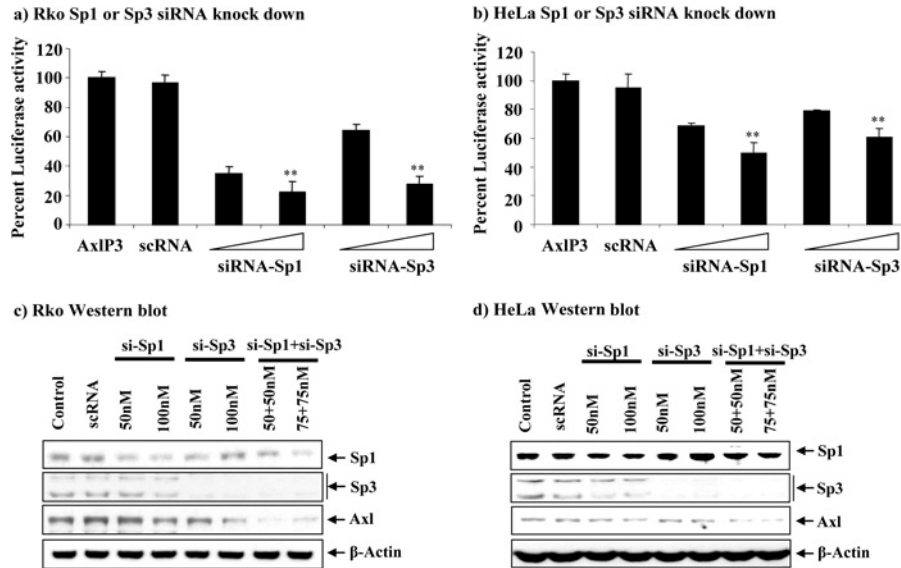 a) Rko Sp1 or Sp3 siRNA knock down
Percent Luciferase activity
120
100
80
60
40
20
0
**
**
AxlP3
scRNA
siRNA-Sp1
siRNA-Sp3
b) HeLa Sp1 or Sp3 siRNA knock down
Percent Luciferase activity
120
100
80
60
40
20
0
**
**
AxlP3
scRNA
siRNA-Sp1
siRNA-Sp3
c) Rko Western blot
si-Sp1
si-Sp3
si-Sp1+si-Sp3
Control
scRNA
50nM
100nM
50nM
100nM
50+50nM
75+75nM
Sp1
Sp3
Axl
β-Actin
d) HeLa Western blot
si-Sp1
si-Sp3
si-Sp1+si-Sp3
Control
scRNA
50nM
100nM
50nM
100nM
50+50nM
75+75nM
Sp1
Sp3
Axl
β-Actin